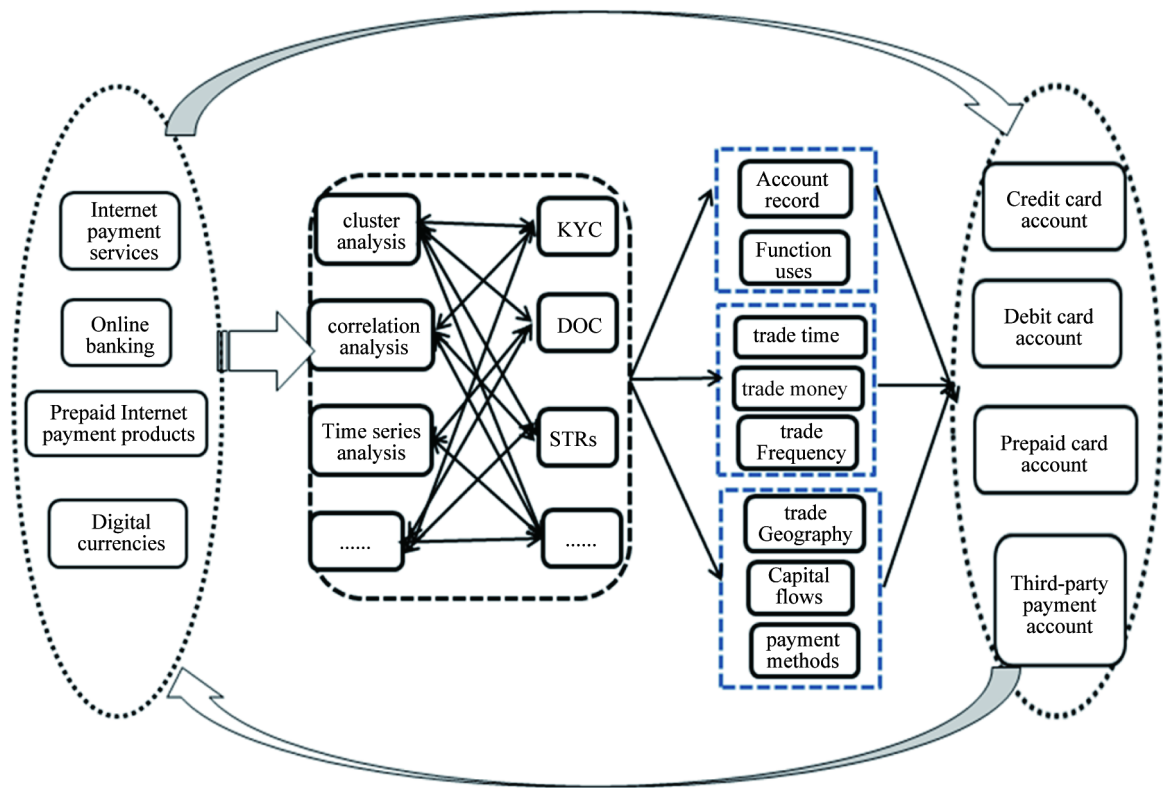 Internet
payment
services
Online
banking
Prepaid Internet
payment products
Digital
currencies
cluster
analysis
correlation
analysis
Time series
analysis
......
KYC
DOC
STRs
......
Account
record
Function
uses
trade time
trade money
trade
Frequency
trade
Geography
Capital
flows
payment
methods
Credit card
account
Debit card
account
Prepaid card
account
Third-party
payment
account